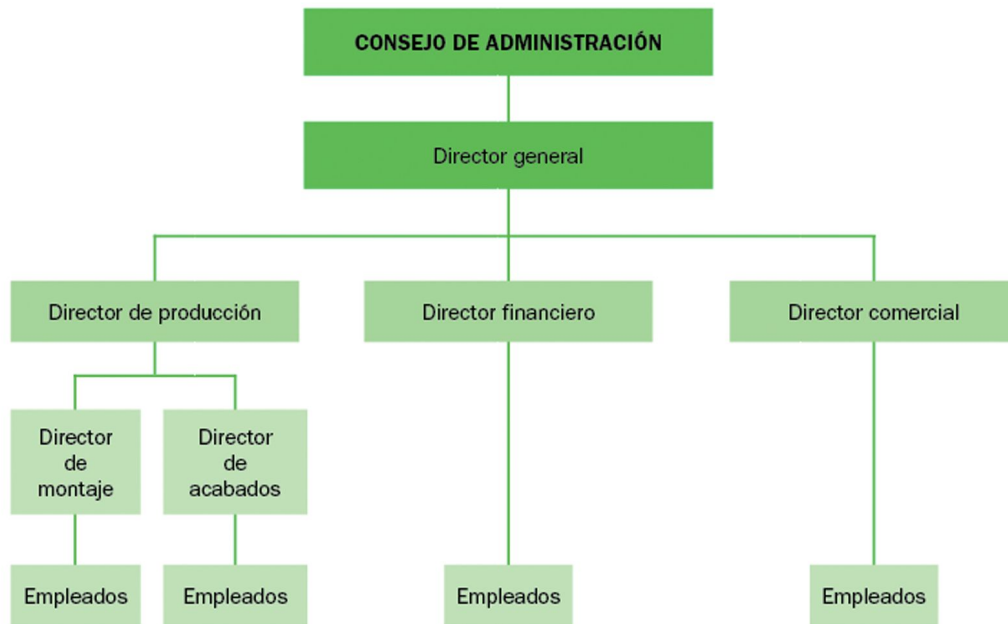 CONSEJO DE ADMINISTRACIÓN
Director general
Director de producción
Director financiero
Director comercial
Director
de
montaje
Director
de
acabados
Empleados
Empleados
Empleados
Empleados